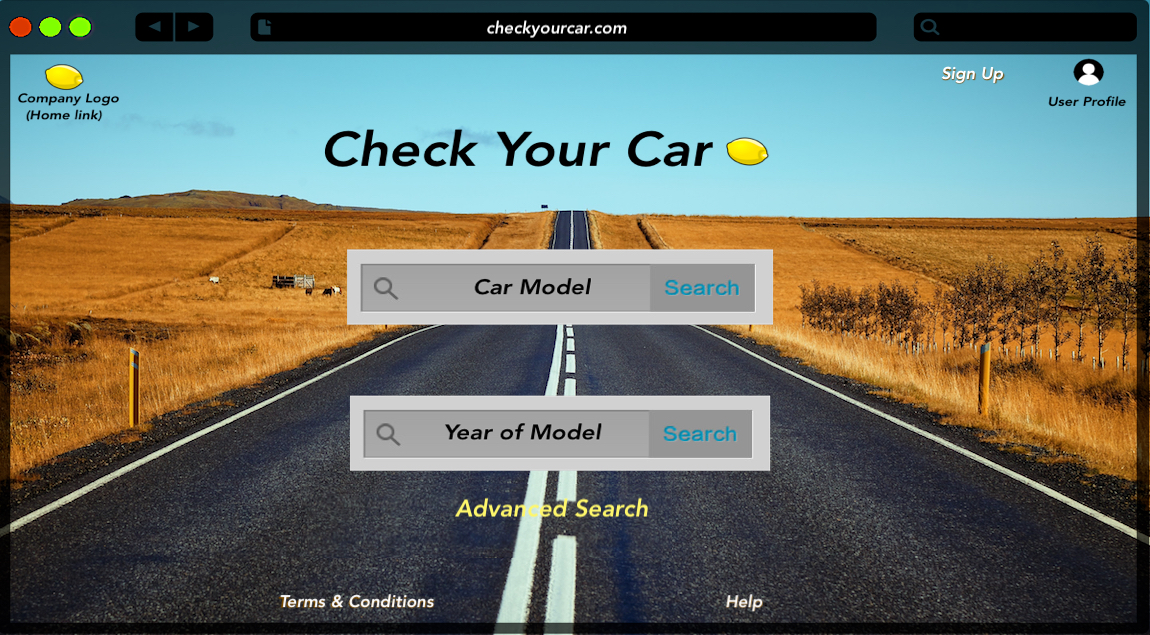 checkyourcar.com
Company Logo
(Home link)
Sign Up
User Profile
Check Your Car
Car Model
Search
Year of Model
Search
Advanced Search
Terms & Conditions
Help